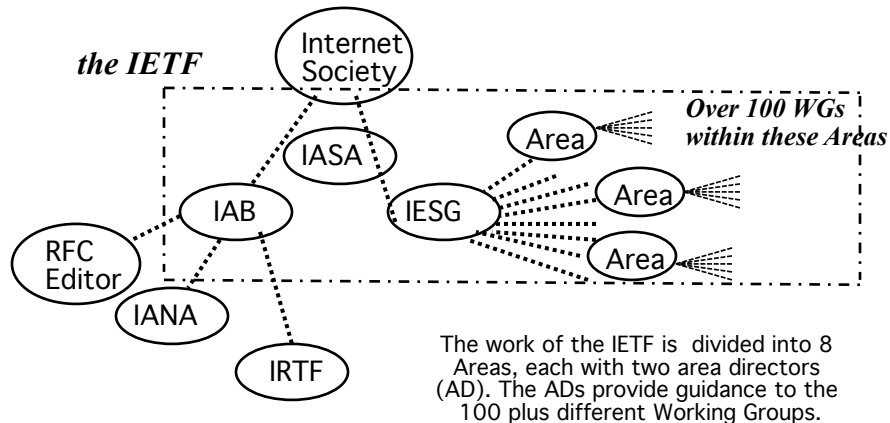 the IETF
Internet
Society
Over 100 WGs
within these Areas
Area
IASA
Area
IAB
IESG
RFC
Editor
Area
IANA
IRTF
The work of the IETF is divided into 8
Areas, each with two area directors
(AD). The ADs provide guidance to the
100 plus different Working Groups.